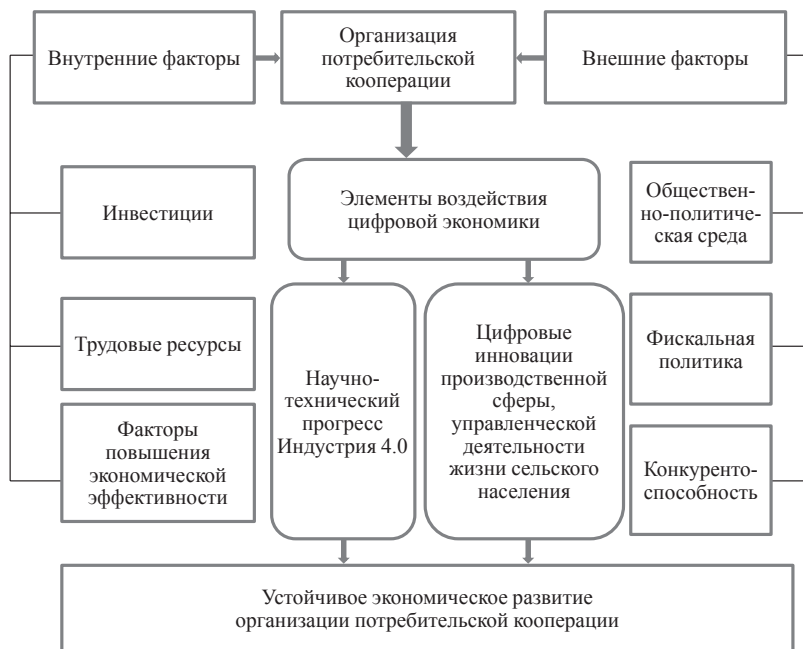 Внутренние факторы
Организация
потребительской
кооперации
Внешние факторы
Инвестиции
Элементы воздействия
цифровой экономики
Обществен-
но-политиче-
ская среда
Трудовые ресурсы
Научно-
технический
прогресс
Индустрия 4.0
Цифровые
инновации
производственной
сферы,
управленческой
деятельности
жизни сельского
населения
Фискальная
политика
Факторы
повышения
экономической
эффективности
Конкуренто-
способность
Устойчивое экономическое развитие
организации потребительской кооперации